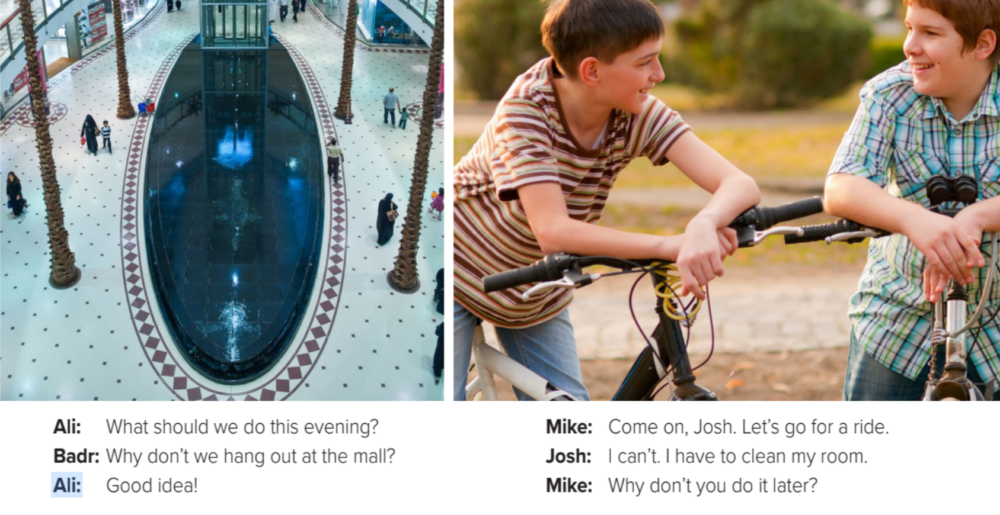 Ali: What should we do this evening?
Badr: Why don't we hang out at the mall?
Ali: Good idea!
Mike: Come on, Josh. Let's go for a ride.
Josh: I can't. I have to clean my room.
Mike: Why don't you do it later?